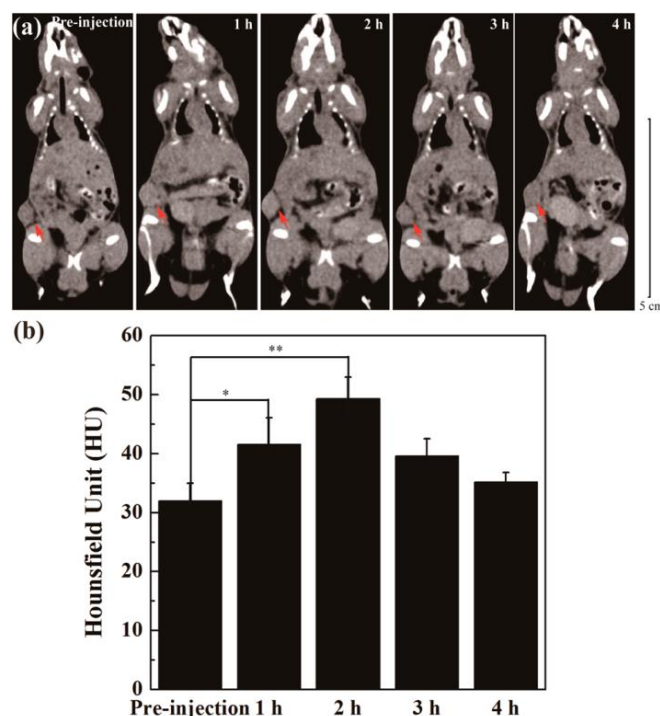 (a)
Pre-injection
1 h
2 h
3 h
4 h
5 cm
(b)
Hounsfield Unit (HU)
60
50
40
30
20
10
0
*
**
Pre-injection 1 h 2 h 3 h 4 h